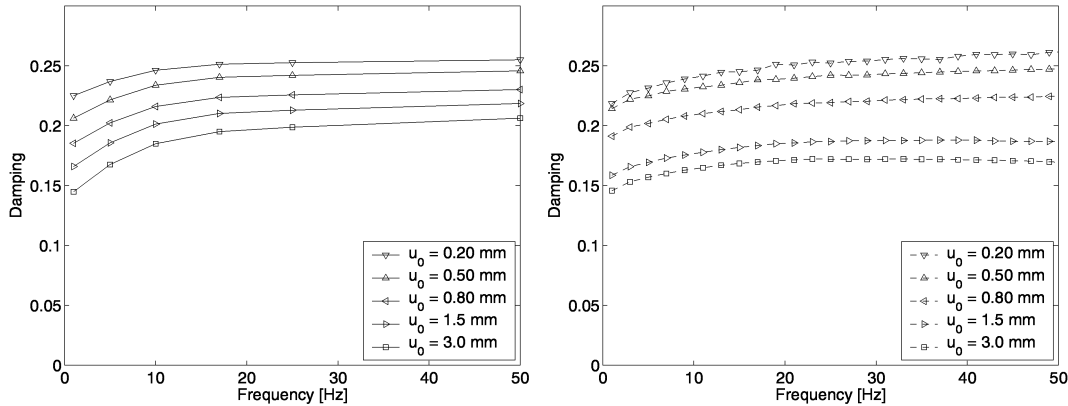 0.25
0.2
0.15
0.1
0.05
0
Damping
0 10 20 30 40 50
Frequency [Hz]
u0 = 0.20 mm
u0 = 0.50 mm
u0 = 0.80 mm
u0 = 1.5 mm
u0 = 3.0 mm
0.25
0.2
0.15
0.1
0.05
0
Damping
0 10 20 30 40 50
Frequency [Hz]
u0 = 0.20 mm
u0 = 0.50 mm
u0 = 0.80 mm
u0 = 1.5 mm
u0 = 3.0 mm